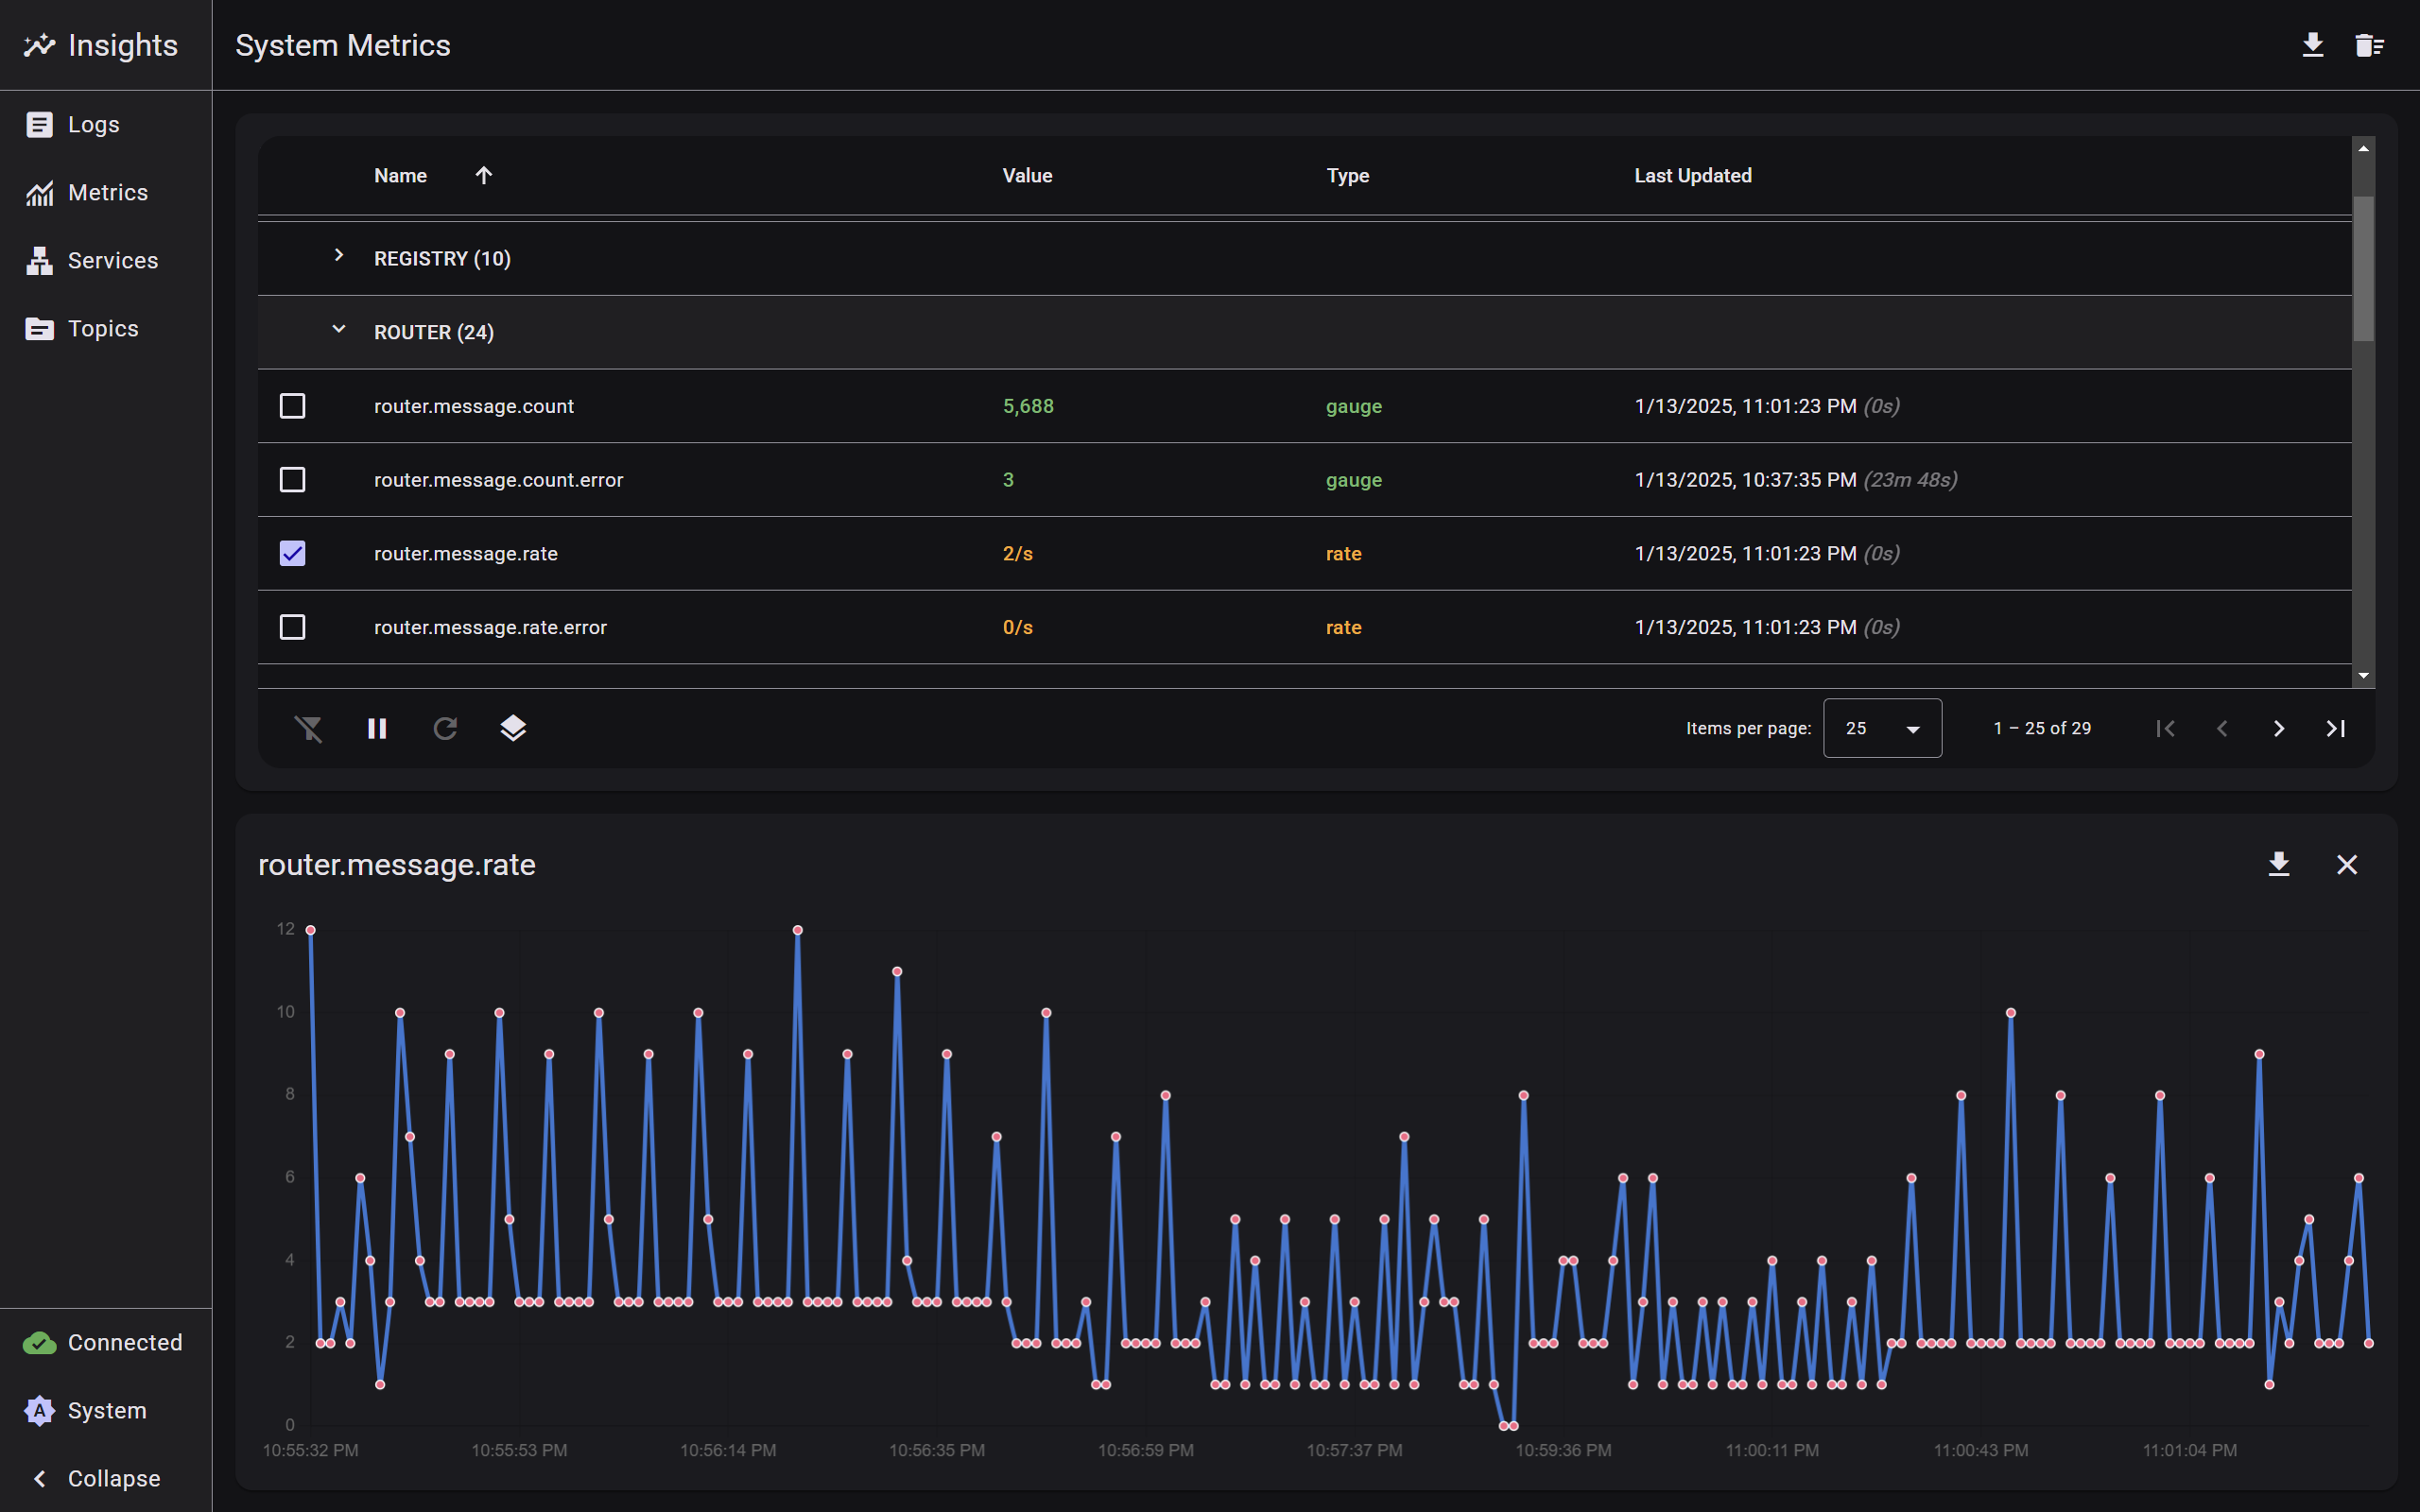 Insights
System Metrics
Logs
Metrics
Services
Topics
Name Value Type Last Updated
REGISTRY (10)
ROUTER (24)
router.message.count 5,688 gauge 1/13/2025, 11:01:23 PM (0s)
router.message.count.error 3 gauge 1/13/2025, 10:37:35 PM (23m 48s)
router.message.rate 2/s rate 1/13/2025, 11:01:23 PM (0s)
router.message.rate.error 0/s rate 1/13/2025, 11:01:23 PM (0s)
Items per page: 25 1 – 25 of 29
router.message.rate
12
10
8
6
4
2
0
10:55:32 PM 10:55:53 PM 10:56:14 PM 10:56:35 PM 10:56:59 PM 10:57:37 PM 10:59:36 PM 11:00:11 PM 11:00:43 PM 11:01:04 PM
Connected
A System
Collapse